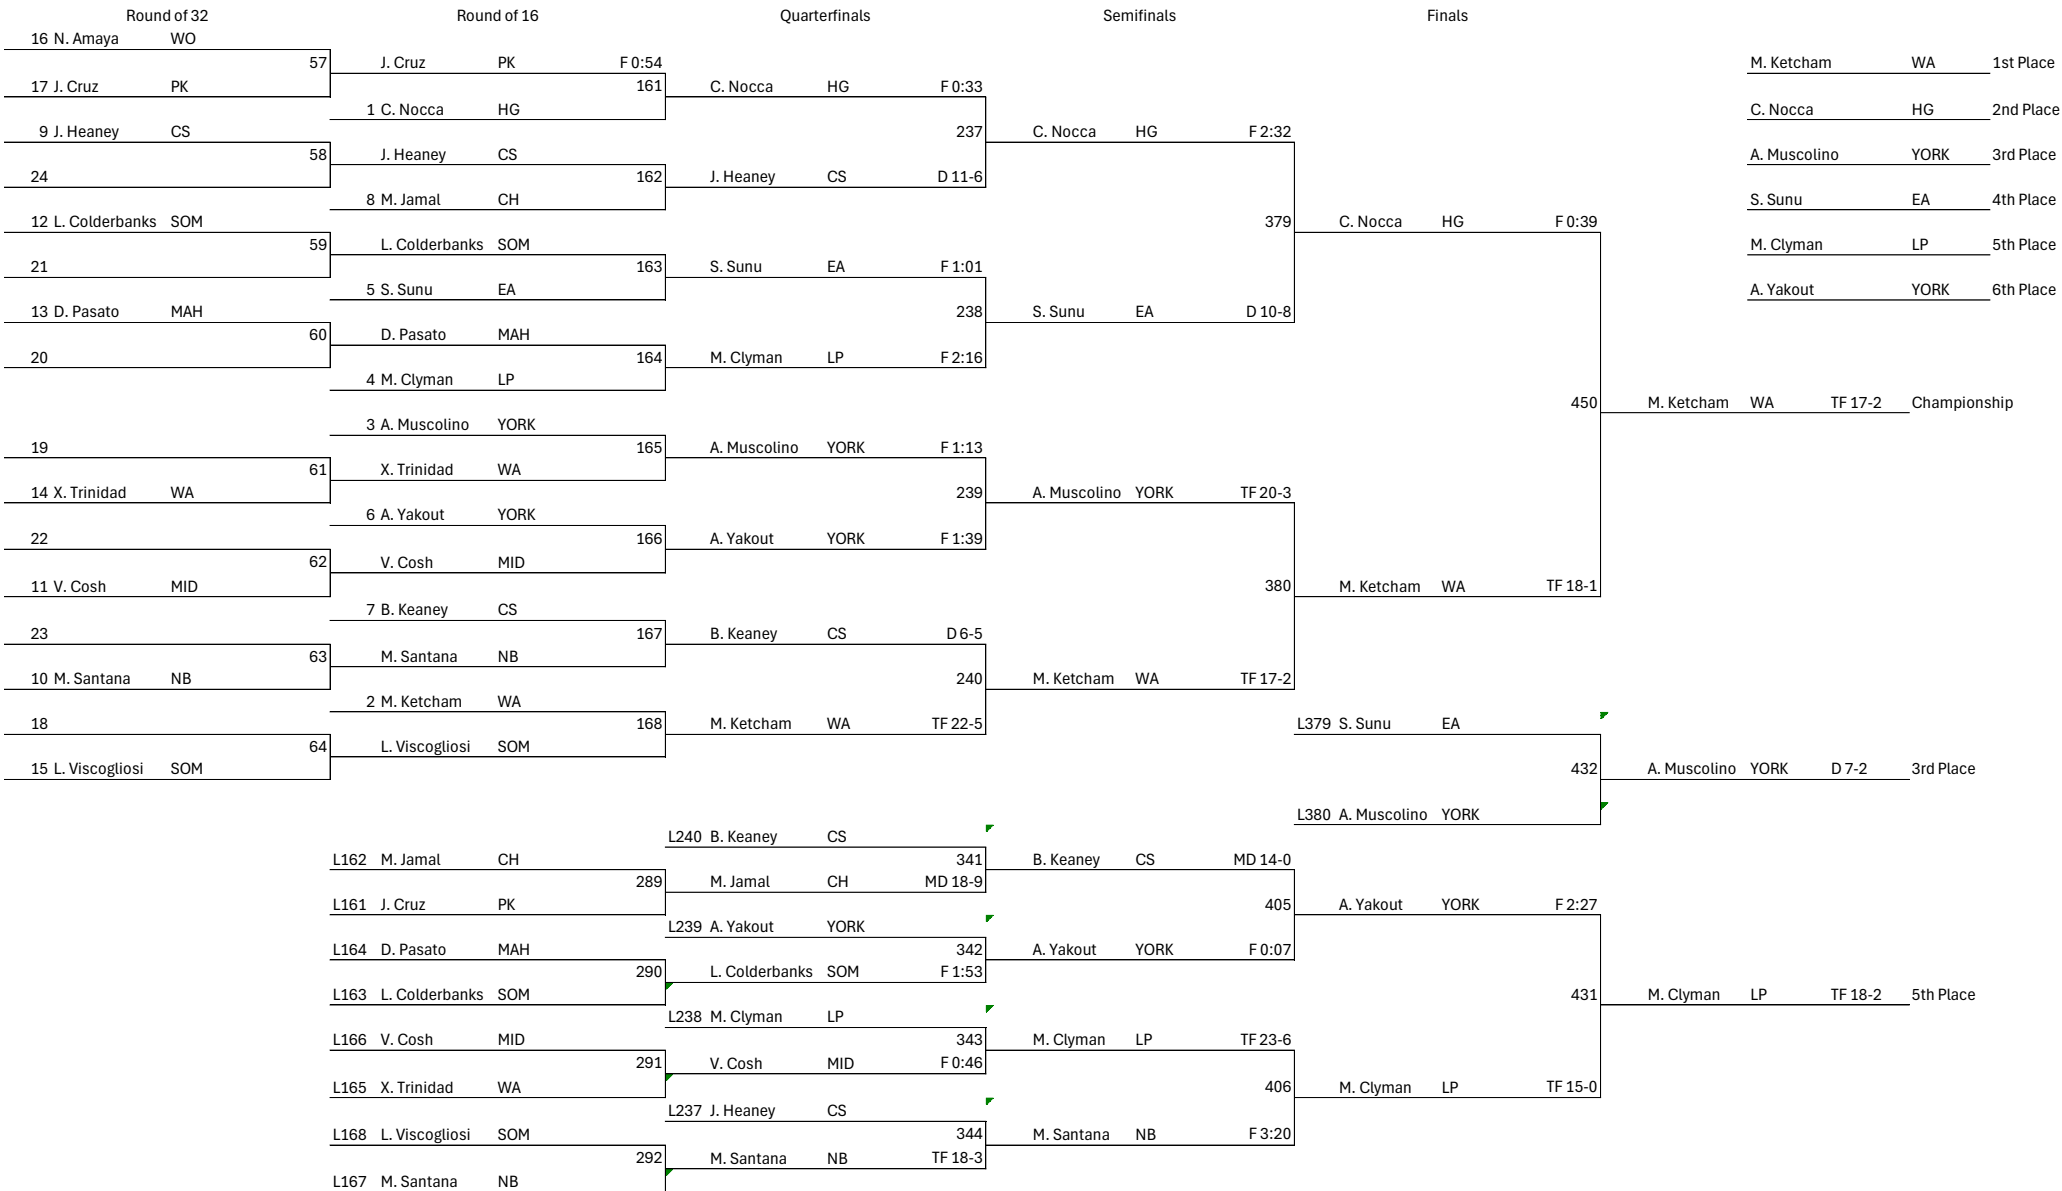 Round of 32 Round of 16 Quarterfinals Semifinals Finals
16 N. Amaya WO
57 J. Cruz PK F 0:54 M. Ketcham WA 1st Place
17 J. Cruz PK 161 C. Nocca HG F 0:33
1 C. Nocca HG C. Nocca HG 2nd Place
9 J. Heaney CS 237 C. Nocca HG F 2:32
58 J. Heaney CS A. Muscolino YORK 3rd Place
24 162 J. Heaney CS D 11-6
8 M. Jamal CH S. Sunu EA 4th Place
12 L. Colderbanks SOM 379 C. Nocca HG F 0:39
59 L. Colderbanks SOM M. Clyman LP 5th Place
21 163 S. Sunu EA F 1:01
5 S. Sunu EA A. Yakout YORK 6th Place
13 D. Pasato MAH 238 S. Sunu EA D 10-8
60 D. Pasato MAH
20 164 M. Clyman LP F 2:16
4 M. Clyman LP
450 M. Ketcham WA TF 17-2 Championship
3 A. Muscolino YORK
19 165 A. Muscolino YORK F 1:13
61 X. Trinidad WA
14 X. Trinidad WA 239 A. Muscolino YORK TF 20-3
6 A. Yakout YORK
22 166 A. Yakout YORK F 1:39
62 V. Cosh MID
11 V. Cosh MID 380 M. Ketcham WA TF 18-1
7 B. Keaney CS
23 167 B. Keaney CS D 6-5
63 M. Santana NB
10 M. Santana NB 240 M. Ketcham WA TF 17-2
2 M. Ketcham WA
18 168 M. Ketcham WA TF 22-5 L379 S. Sunu EA
64 L. Viscogliosi SOM
15 L. Viscogliosi SOM 432 A. Muscolino YORK D 7-2 3rd Place
L380 A. Muscolino YORK
L240 B. Keaney CS
L162 M. Jamal CH 341 B. Keaney CS MD 14-0
289 M. Jamal CH MD 18-9
L161 J. Cruz PK 405 A. Yakout YORK F 2:27
L239 A. Yakout YORK
L164 D. Pasato MAH 342 A. Yakout YORK F 0:07
290 L. Colderbanks SOM F 1:53
L163 L. Colderbanks SOM 431 M. Clyman LP TF 18-2 5th Place
L238 M. Clyman LP
L166 V. Cosh MID 343 M. Clyman LP TF 23-6
291 V. Cosh MID F 0:46
L165 X. Trinidad WA 406 M. Clyman LP TF 15-0
L237 J. Heaney CS
L168 L. Viscogliosi SOM 344 M. Santana NB F 3:20
292 M. Santana NB TF 18-3
L167 M. Santana NB